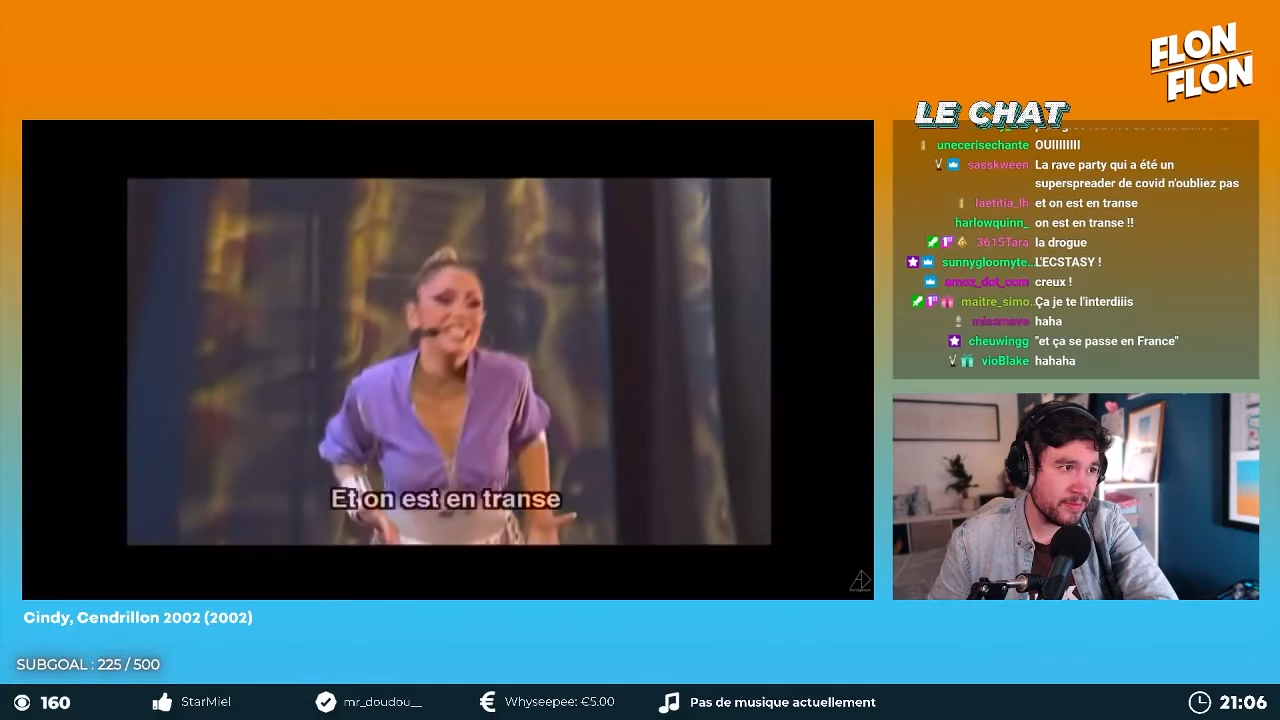 FLON
FLON
LE CHAT
unecerisechante OUIIIIIIII
sasskween La rave party qui a été un
superspreader de covid n'oubliez pas
laetitia_lh et on est en transe
harlowquinn_ on est en transe !!
3615Tara la drogue
sunnygloomyte... L'ECSTASY !
arnox_dot_com creux !
maitre_simo... Ça je te l'interdiiis
missmave haha
cheuwingg "et ça se passe en France"
vioBlake hahaha
Et on est en transe
Cindy, Cendrillon 2002 (2002)
SUBGOAL : 225 / 500
160
StarMiel
mr_doudou__
€ Whyseepee: €5.00
Pas de musique actuellement
21:06